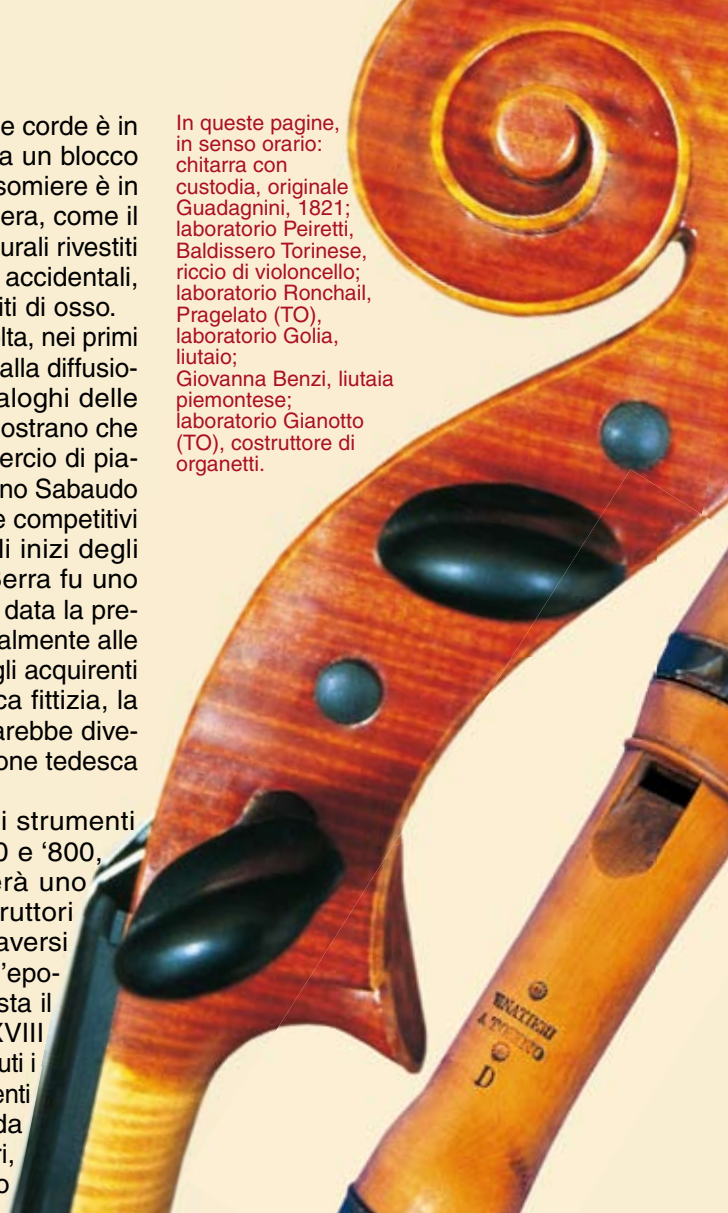 e corde è in
a un blocco
somiere è in
era, come il
urali rivestiti
accidentali,
iti di osso.
lta, nei primi
alla diffusio-
aloghi delle
ostrano che
ercio di pia-
no Sabaudo
e competitivi
li inizi degli
Serra fu uno
data la pre-
almente alle
gli acquirenti
ca fittizia, la
arebbe dive-
one tedesca
i strumenti
0 e ‘800,
erà uno
ruttori
aversi
’epo-
sta il
XVIII
uti i
enti
da
ri,
o
In queste pagine,
in senso orario:
chitarra con
custodia, originale
Guadagnini, 1821;
laboratorio Peiretti,
Baldissero Torinese,
riccio di violoncello;
laboratorio Ronchail,
Pragelato (TO),
laboratorio Golia,
liutaio;
Giovanna Benzi, liutaia
piemontese;
laboratorio Gianotto
(TO), costruttore di
organetti.
A TORINO
D